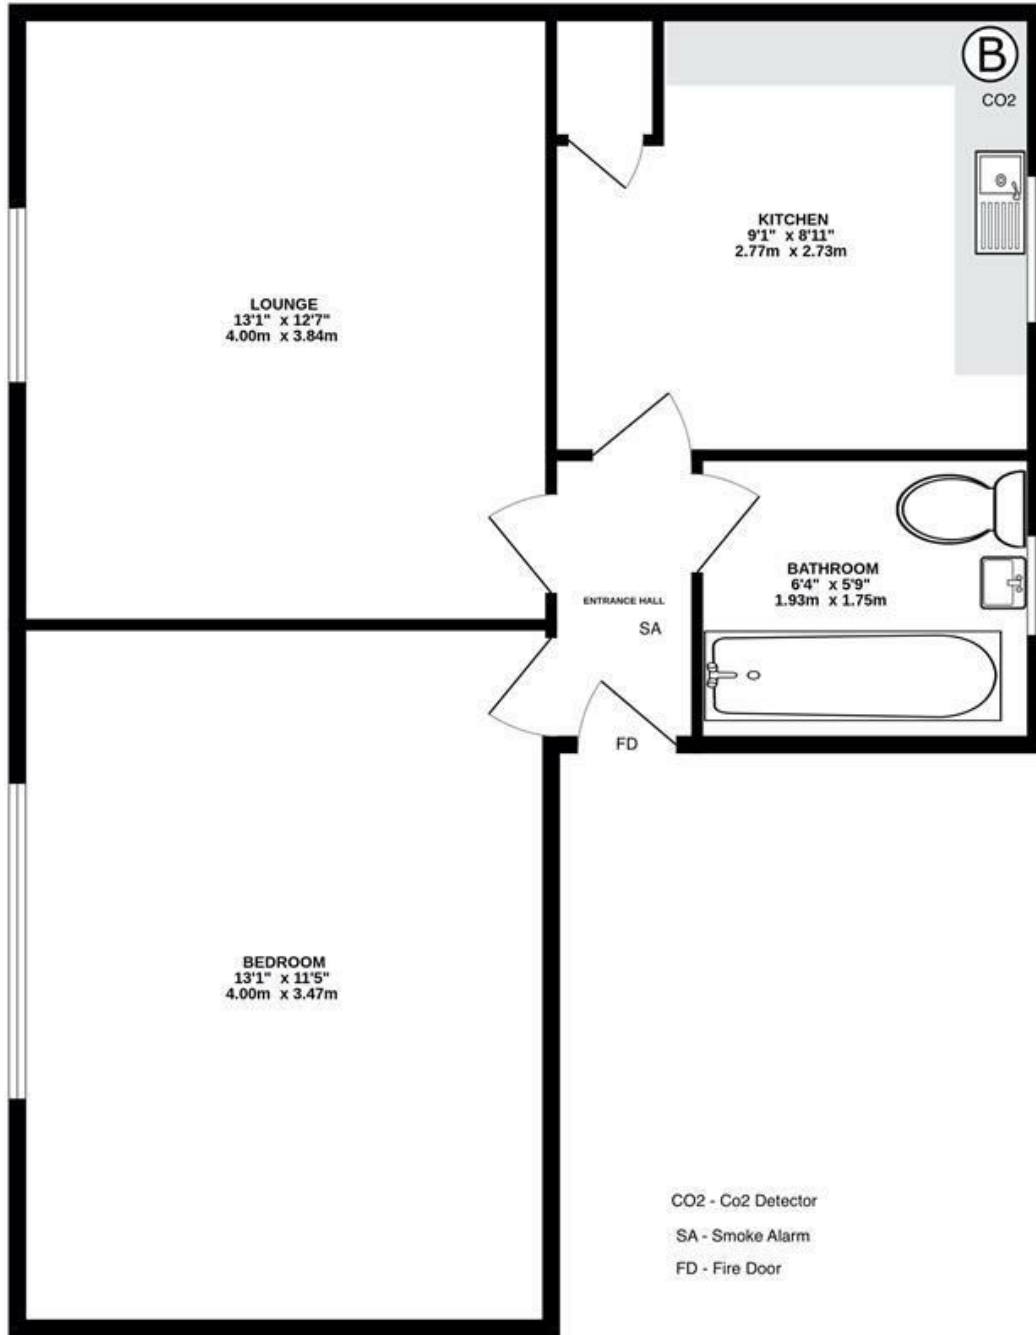 B
CO2
KITCHEN
9'1" x 8'11"
2.77m x 2.73m
LOUNGE
13'1" x 12'7"
4.00m x 3.84m
BATHROOM
6'4" x 5'9"
1.93m x 1.75m
ENTRANCE HALL
SA
FD
BEDROOM
13'1" x 11'5"
4.00m x 3.47m
CO2 - Co2 Detector
SA - Smoke Alarm
FD - Fire Door